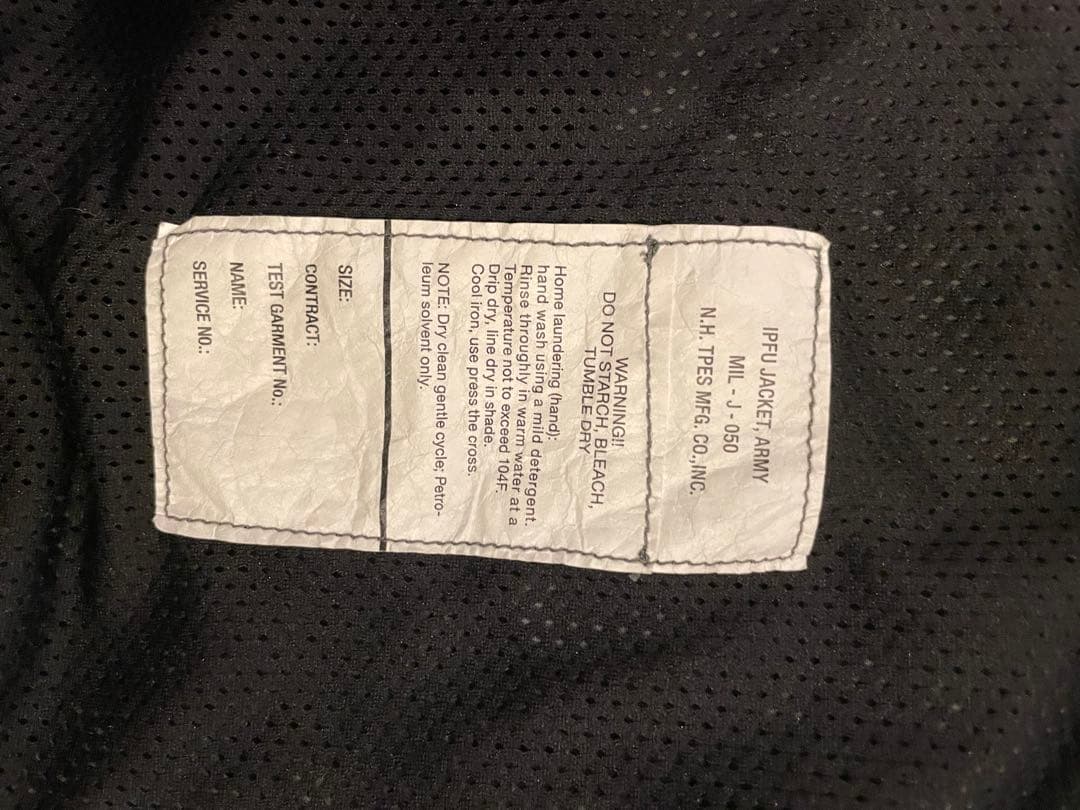 IPFU JACKET, ARMY
MIL - J - 050
N.H. TPES MFG. CO.,INC.
WARNING!!
DO NOT STARCH, BLEACH,
TUMBLE DRY
Home laundering (hand):
hand wash using a mild detergent.
Rinse throughly in warm water at a
Temperature not to exceed 104F.
Drip dry, line dry in shade.
Cool iron, use press the cross.
NOTE: Dry clean gentle cycle; Petro-
leum solvent only.
SIZE:
CONTRACT:
TEST GARMENT No.:
NAME:
SERVICE NO.: